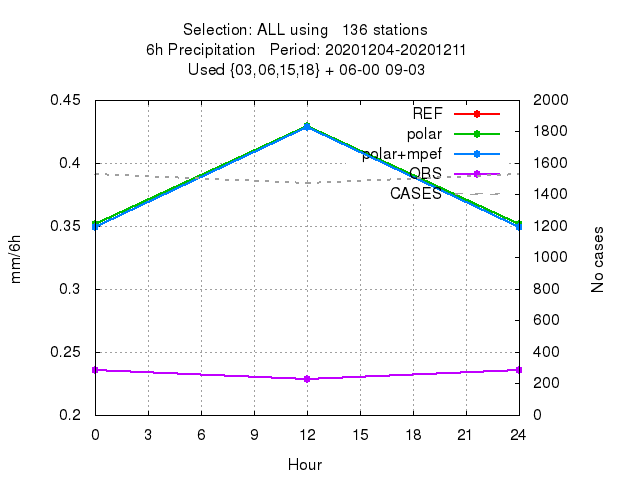 Selection: ALL using   136 stations
6h Precipitation   Period: 20201204-20201211
Used {03,06,15,18} + 06-00 09-03
0.45
0.4
0.35
0.3
0.25
0.2
2000
1800
1600
1400
1200
1000
800
600
400
200
0
REF
polar
polar+mpef
OBS
CASES
mm/6h
No cases
0 3 6 9 12 15 18 21 24
Hour